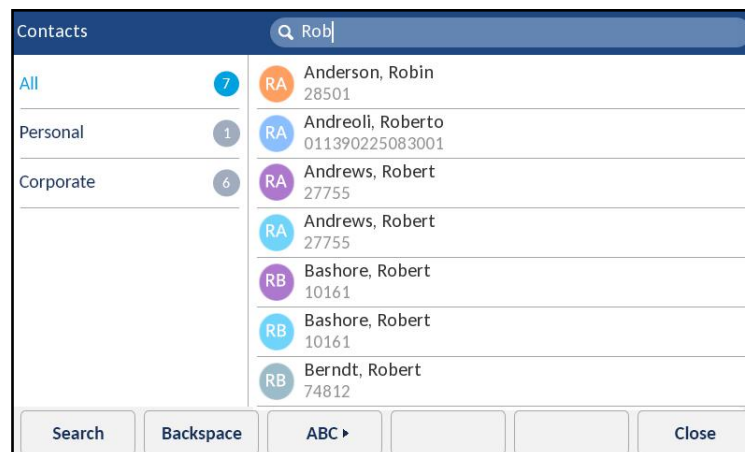 Contacts
Rob
All 7
Personal 1
Corporate 6
RA Anderson, Robin
28501
RA Andreoli, Roberto
011390225083001
RA Andrews, Robert
27755
RA Andrews, Robert
27755
RB Bashore, Robert
10161
RB Bashore, Robert
10161
RB Berndt, Robert
74812
Search Backspace ABC▸ Close